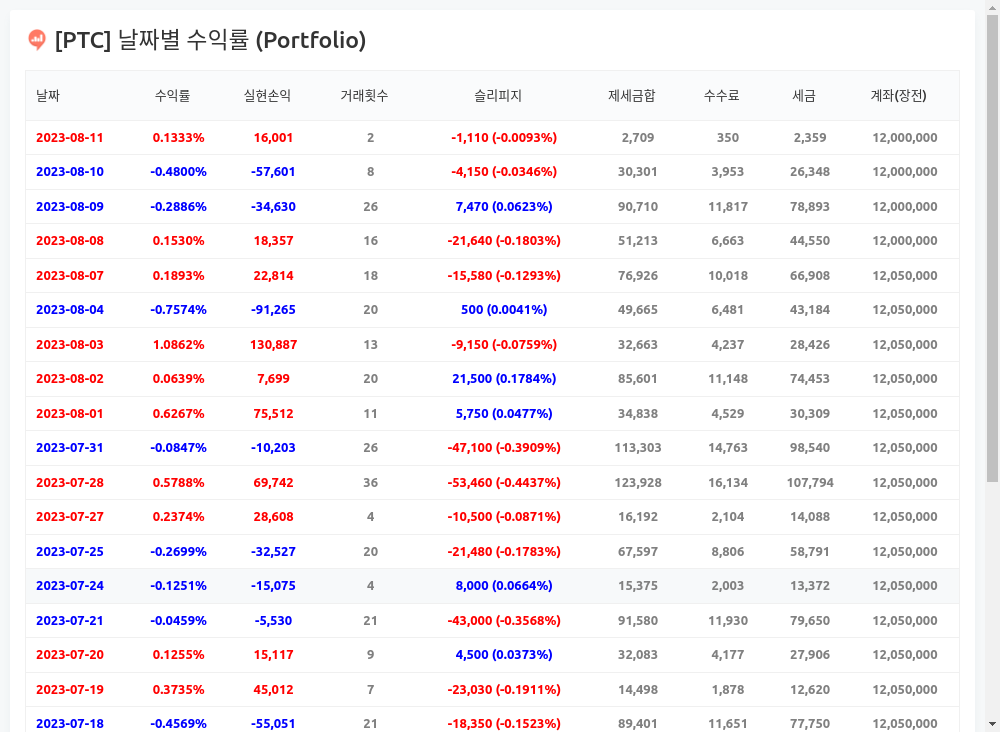 [PTC] 날짜별 수익률 (Portfolio)
날짜 수익률 실현손익 거래횟수 슬리피지 제세금합 수수료 세금 계좌(장전)
2023-08-11 0.1333% 16,001 2 -1,110 (-0.0093%) 2,709 350 2,359 12,000,000
2023-08-10 -0.4800% -57,601 8 -4,150 (-0.0346%) 30,301 3,953 26,348 12,000,000
2023-08-09 -0.2886% -34,630 26 7,470 (0.0623%) 90,710 11,817 78,893 12,000,000
2023-08-08 0.1530% 18,357 16 -21,640 (-0.1803%) 51,213 6,663 44,550 12,000,000
2023-08-07 0.1893% 22,814 18 -15,580 (-0.1293%) 76,926 10,018 66,908 12,050,000
2023-08-04 -0.7574% -91,265 20 500 (0.0041%) 49,665 6,481 43,184 12,050,000
2023-08-03 1.0862% 130,887 13 -9,150 (-0.0759%) 32,663 4,237 28,426 12,050,000
2023-08-02 0.0639% 7,699 20 21,500 (0.1784%) 85,601 11,148 74,453 12,050,000
2023-08-01 0.6267% 75,512 11 5,750 (0.0477%) 34,838 4,529 30,309 12,050,000
2023-07-31 -0.0847% -10,203 26 -47,100 (-0.3909%) 113,303 14,763 98,540 12,050,000
2023-07-28 0.5788% 69,742 36 -53,460 (-0.4437%) 123,928 16,134 107,794 12,050,000
2023-07-27 0.2374% 28,608 4 -10,500 (-0.0871%) 16,192 2,104 14,088 12,050,000
2023-07-25 -0.2699% -32,527 20 -21,480 (-0.1783%) 67,597 8,806 58,791 12,050,000
2023-07-24 -0.1251% -15,075 4 8,000 (0.0664%) 15,375 2,003 13,372 12,050,000
2023-07-21 -0.0459% -5,530 21 -43,000 (-0.3568%) 91,580 11,930 79,650 12,050,000
2023-07-20 0.1255% 15,117 9 4,500 (0.0373%) 32,083 4,177 27,906 12,050,000
2023-07-19 0.3735% 45,012 7 -23,030 (-0.1911%) 14,498 1,878 12,620 12,050,000
2023-07-18 -0.4569% -55,051 21 -18,350 (-0.1523%) 89,401 11,651 77,750 12,050,000